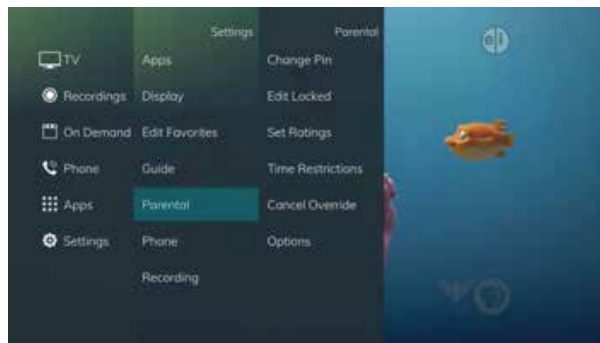 Settings
Parental
TV
Recordings
On Demand
Phone
Apps
Settings
Apps
Display
Edit Favorites
Guide
Parental
Phone
Recording
Change Pin
Edit Locked
Set Ratings
Time Restrictions
Cancel Override
Options
e/i